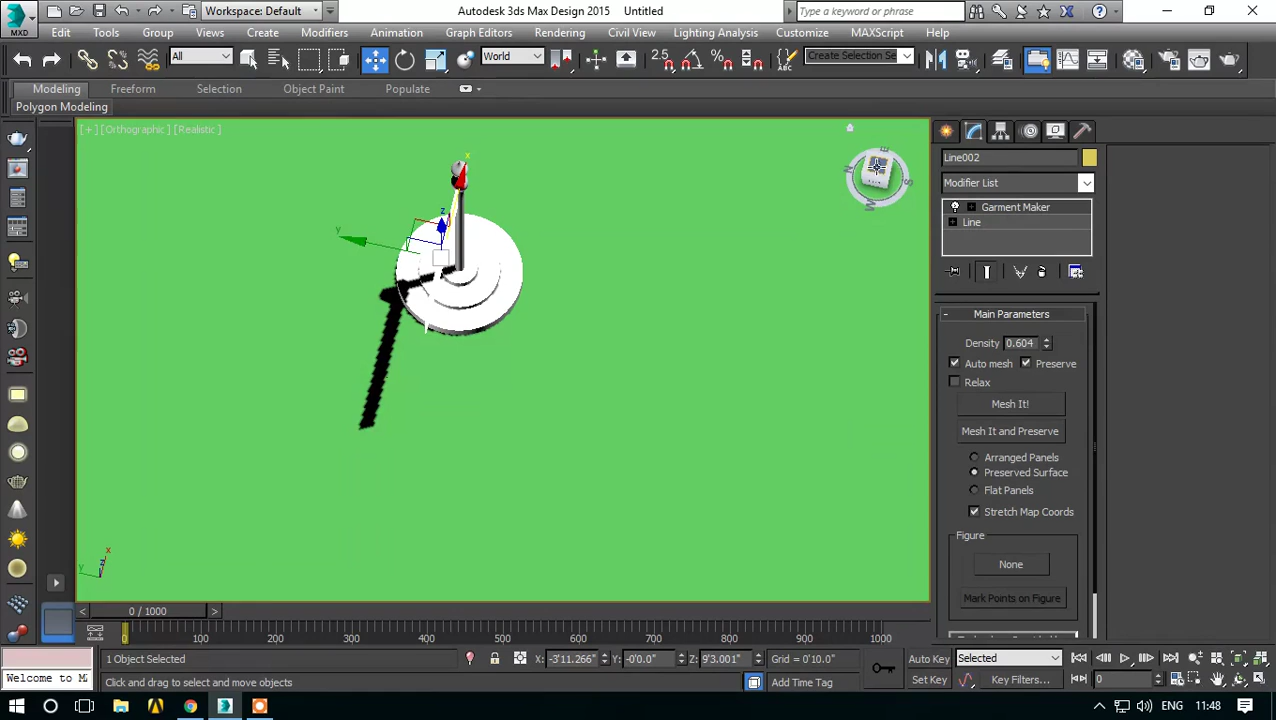 MXD Workspace: Default Autodesk 3ds Max Design 2015 Untitled Type a keyword or phrase
Edit Tools Group Views Create Modifiers Animation Graph Editors Rendering Civil View Lighting Analysis Customize MAXScript Help
All World 2.5 Create Selection Se
Modeling Freeform Selection Object Paint Populate
Polygon Modeling
[+] [Orthographic] [Realistic]
Line002
Modifier List
Garment Maker
Line
x
z
y
Main Parameters
Density 0.604
Auto mesh Preserve
Relax
Mesh It!
Mesh It and Preserve
Arranged Panels
Preserved Surface
Flat Panels
Stretch Map Coords
Figure
None
Mark Points on Figure
x
z
y
< 0 / 1000 >
0 100 200 300 400 500 600 700 800 900 1000
1 Object Selected X: -3'11.266" Y: -0'0.0" Z: 9'3.001" Grid = 0'10.0" Auto Key Selected
Welcome to M Click and drag to select and move objects Add Time Tag Set Key Key Filters... 0
ENG 11:48